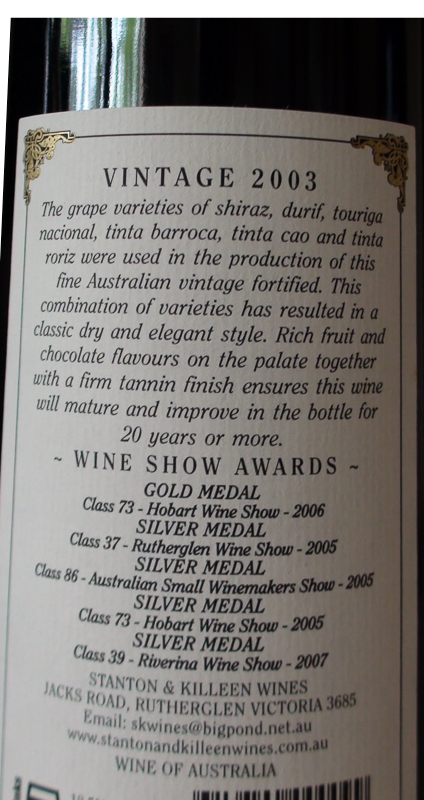 VINTAGE 2003
The grape varieties of shiraz, durif, touriga
nacional, tinta barroca, tinta cao and tinta
roriz were used in the production of this
fine Australian vintage fortified. This
combination of varieties has resulted in a
classic dry and elegant style. Rich fruit and
chocolate flavours on the palate together
with a firm tannin finish ensures this wine
will mature and improve in the bottle for
20 years or more.
~ WINE SHOW AWARDS ~
GOLD MEDAL
Class 73 - Hobart Wine Show - 2006
SILVER MEDAL
Class 37 - Rutherglen Wine Show - 2005
SILVER MEDAL
Class 86 - Australian Small Winemakers Show - 2005
SILVER MEDAL
Class 73 - Hobart Wine Show - 2005
SILVER MEDAL
Class 39 - Riverina Wine Show - 2007
STANTON & KILLEEN WINES
JACKS ROAD, RUTHERGLEN VICTORIA 3685
Email: skwines@bigpond.net.au
www.stantonandkilleenwines.com.au
WINE OF AUSTRALIA